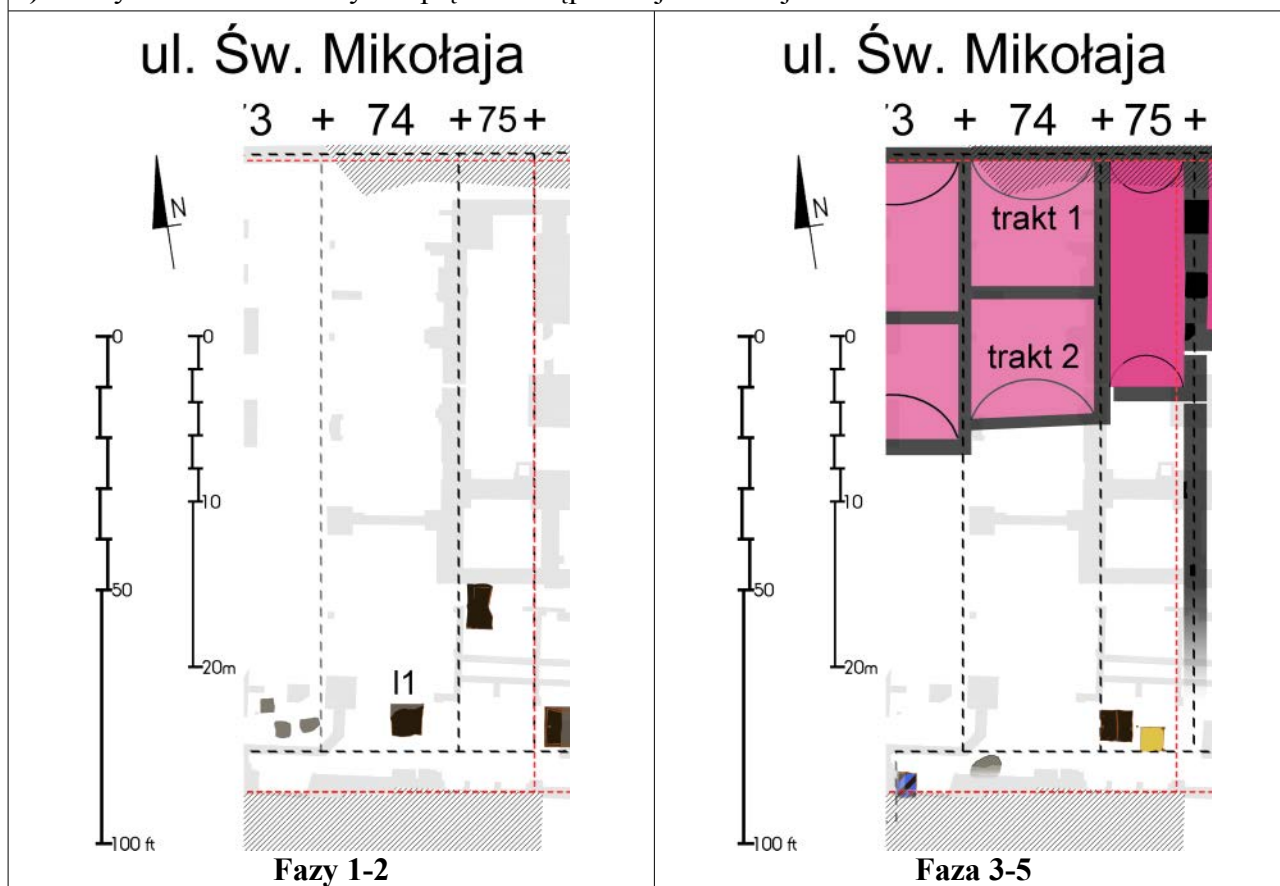 ul. Św. Mikołaja
'3 + 74 +75+
N
0
0
10
50
20m
l1
100 ft
Fazy 1-2
ul. Św. Mikołaja
3 + 74 +75+
trakt 1
N
0
0
trakt 2
10
50
20m
100 ft
Faza 3-5